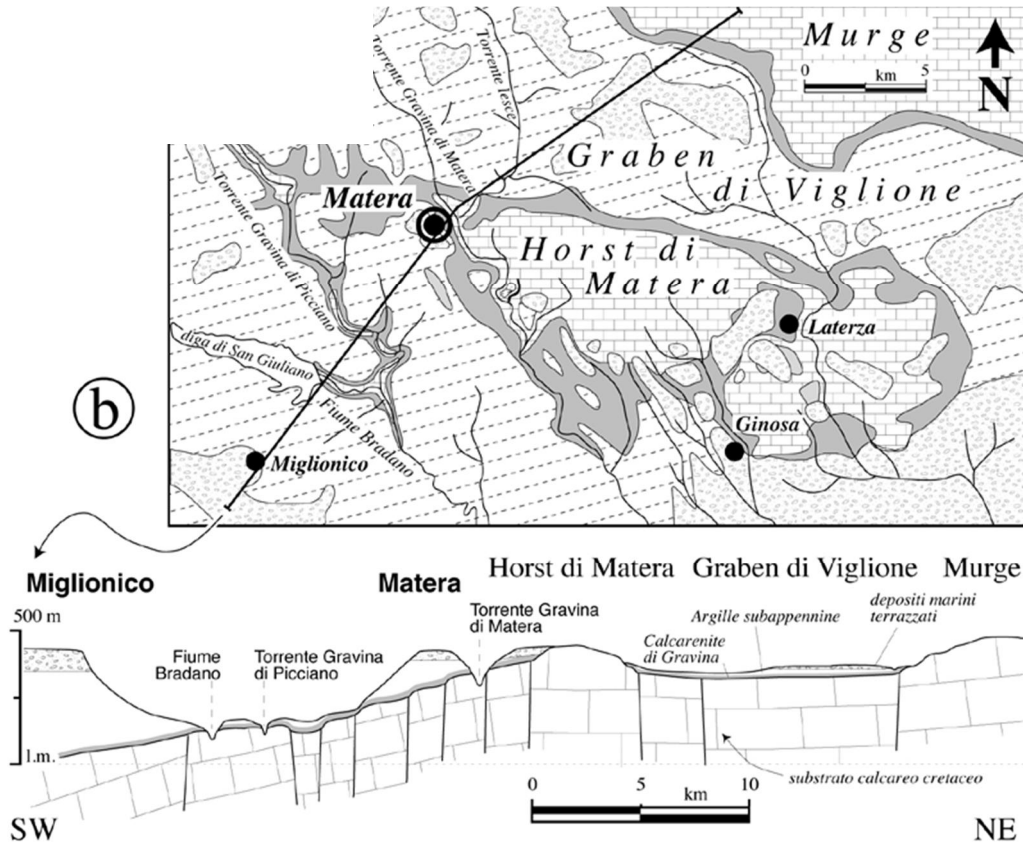 Murge
0 km 5
N
Torrente Gravina di Matera
Torrente Iesce
Graben
di Viglione
Matera
Torrente Gravina di Picciano
Horst di
Matera
Laterza
diga di San Giuliano
b
Fiume Bradano
Ginosa
Miglionico
Miglionico
Matera
Horst di Matera
Graben di Viglione
Murge
500 m
Torrente Gravina
di Matera
Argille subappennine
depositi marini
terrazzati
Fiume
Bradano
Torrente Gravina
di Picciano
Calcarenite
di Gravina
l.m.
substrato calcareo cretaceo
0 5 km 10
SW
NE